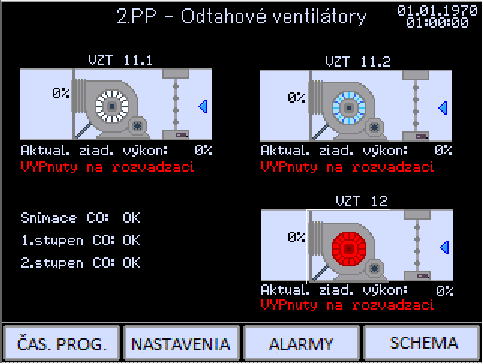 2.PP - Odtahové ventilátory
01.01.1970
01:00:00
VZT 11.1
0%
Aktual. ziad. výkon: 0%
VYPnuty na rozvadzaci
VZT 11.2
0%
Aktual. ziad. výkon: 0%
VYPnuty na rozvadzaci
Snímace CO: OK
1.stupen CO: OK
2.stupen CO: OK
VZT 12
0%
Aktual. ziad. výkon: 0%
VYPnuty na rozvadzaci
ČAS. PROG.
NASTAVENIA
ALARMY
SCHEMA